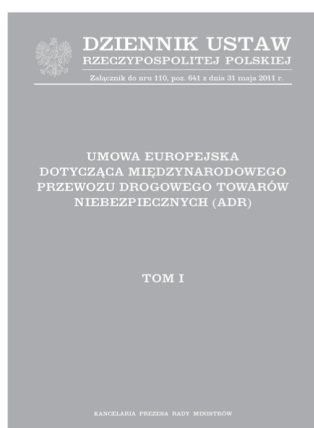 DZIENNIK USTAW
RZECZYPOSPOLITEJ POLSKIEJ
Załącznik do nru 110, poz. 641 z dnia 31 maja 2011 r.
UMOWA EUROPEJSKA
DOTYCZĄCA MIĘDZYNARODOWEGO
PRZEWOZU DROGOWEGO TOWARÓW
NIEBEZPIECZNYCH (ADR)
TOM I
KANCELARIA PREZESA RADY MINISTRÓW